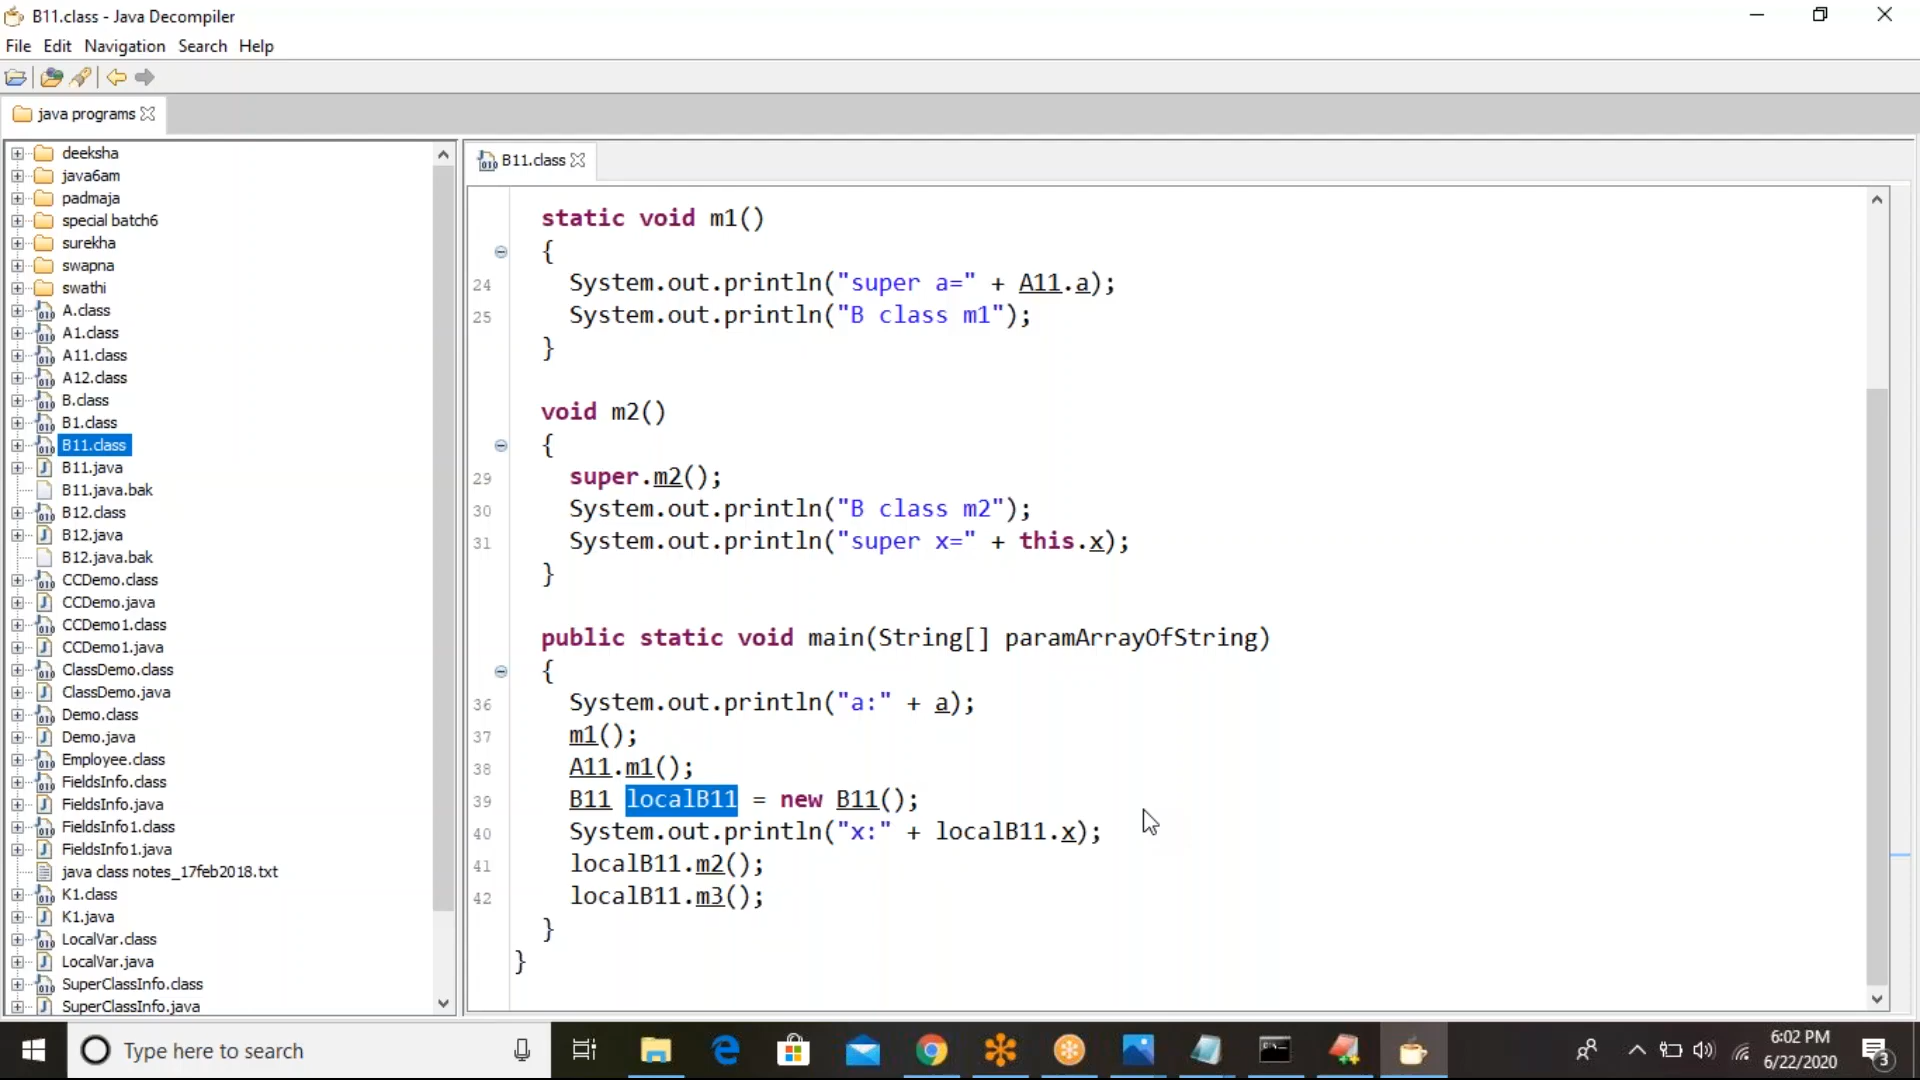 B11.class - Java Decompiler
File Edit Navigation Search Help
java programs
deeksha
java6am
padmaja
special batch6
surekha
swapna
swathi
A.class
A1.class
A11.class
A12.class
B.class
B1.class
B11.class
B11.java
B11.java.bak
B12.class
B12.java
B12.java.bak
CCDemo.class
CCDemo.java
CCDemo1.class
CCDemo1.java
ClassDemo.class
ClassDemo.java
Demo.class
Demo.java
Employee.class
FieldsInfo.class
FieldsInfo.java
FieldsInfo1.class
FieldsInfo1.java
java class notes_17feb2018.txt
K1.class
K1.java
LocalVar.class
LocalVar.java
SuperClassInfo.class
SuperClassInfo.java
B11.class
static void m1()
{
24 System.out.println("super a=" + A11.a);
25 System.out.println("B class m1");
}
void m2()
{
29 super.m2();
30 System.out.println("B class m2");
31 System.out.println("super x=" + this.x);
}
public static void main(String[] paramArrayOfString)
{
36 System.out.println("a:" + a);
37 m1();
38 A11.m1();
39 B11 localB11 = new B11();
40 System.out.println("x:" + localB11.x);
41 localB11.m2();
42 localB11.m3();
}
}
Type here to search
6:02 PM
6/22/2020
3